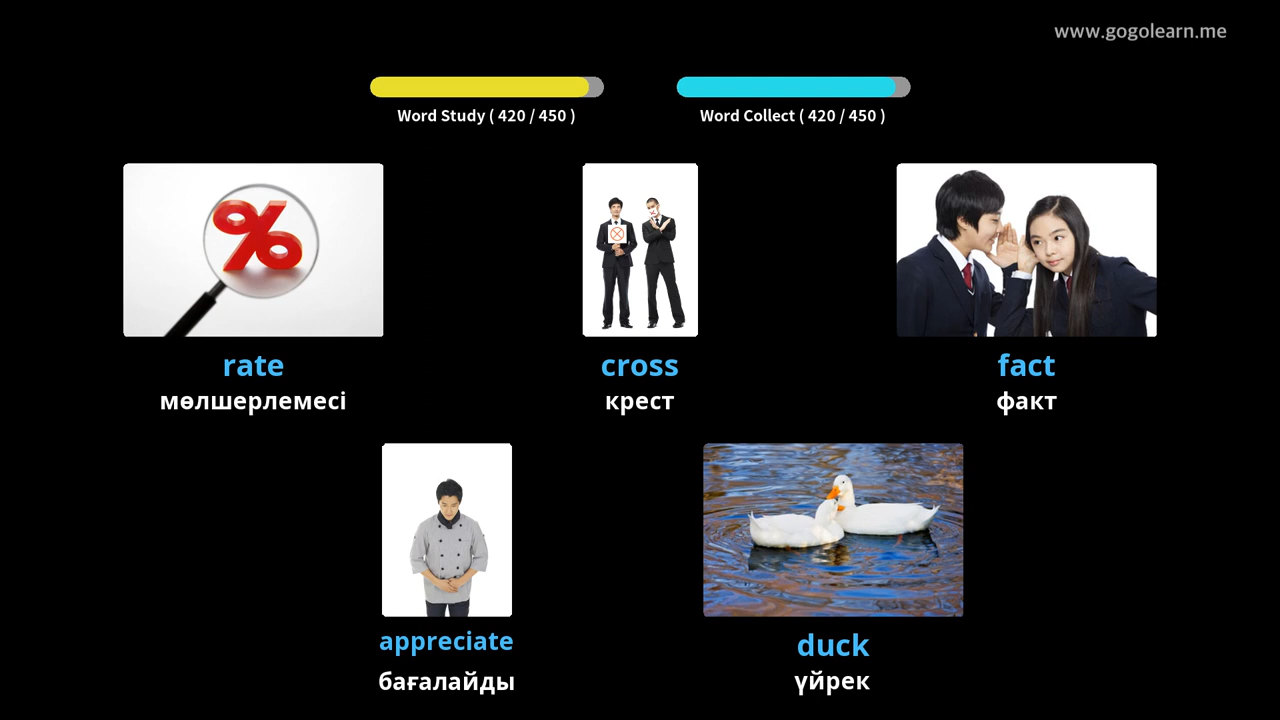 www.gogolearn.me
Word Study ( 420 / 450 )
Word Collect ( 420 / 450 )
rate
мөлшерлемесі
cross
крест
fact
факт
appreciate
бағалайды
duck
үйрек